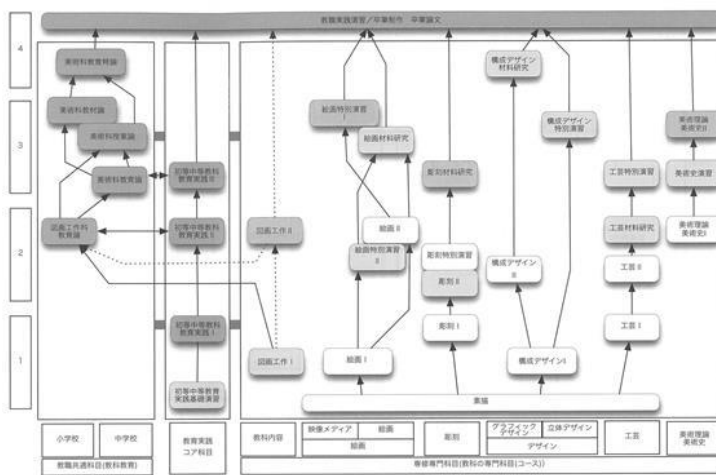 教職実践演習／卒業制作　卒業論文
4
美術科教育特論
構成デザイン
材料研究
美術科教材論
絵画特別演習
I
構成デザイン
特別演習
美術理論
美術史II
3
美術科授業論
絵画材料研究
美術科教育論
初等中等教科
教育実践III
彫刻材料研究
工芸特別演習
美術史演習
図画工作科
教育論
初等中等教科
教育実践II
図画工作II
絵画II
工芸材料研究
美術理論
美術史I
2
絵画特別演習
II
彫刻特別演習
彫刻II
構成デザイン
II
工芸II
1
初等中等教科
教育実践I
彫刻I
工芸I
図画工作I
絵画I
構成デザインI
初等中等教育
実践基礎演習
素描
小学校
中学校
教職共通科目(教科教育)
教育実践
コア科目
教科内容
映像メディア
絵画
絵画
彫刻
グラフィック
デザイン
立体デザイン
デザイン
工芸
美術理論
美術史
専修専門科目(教科の専門科目(コース))